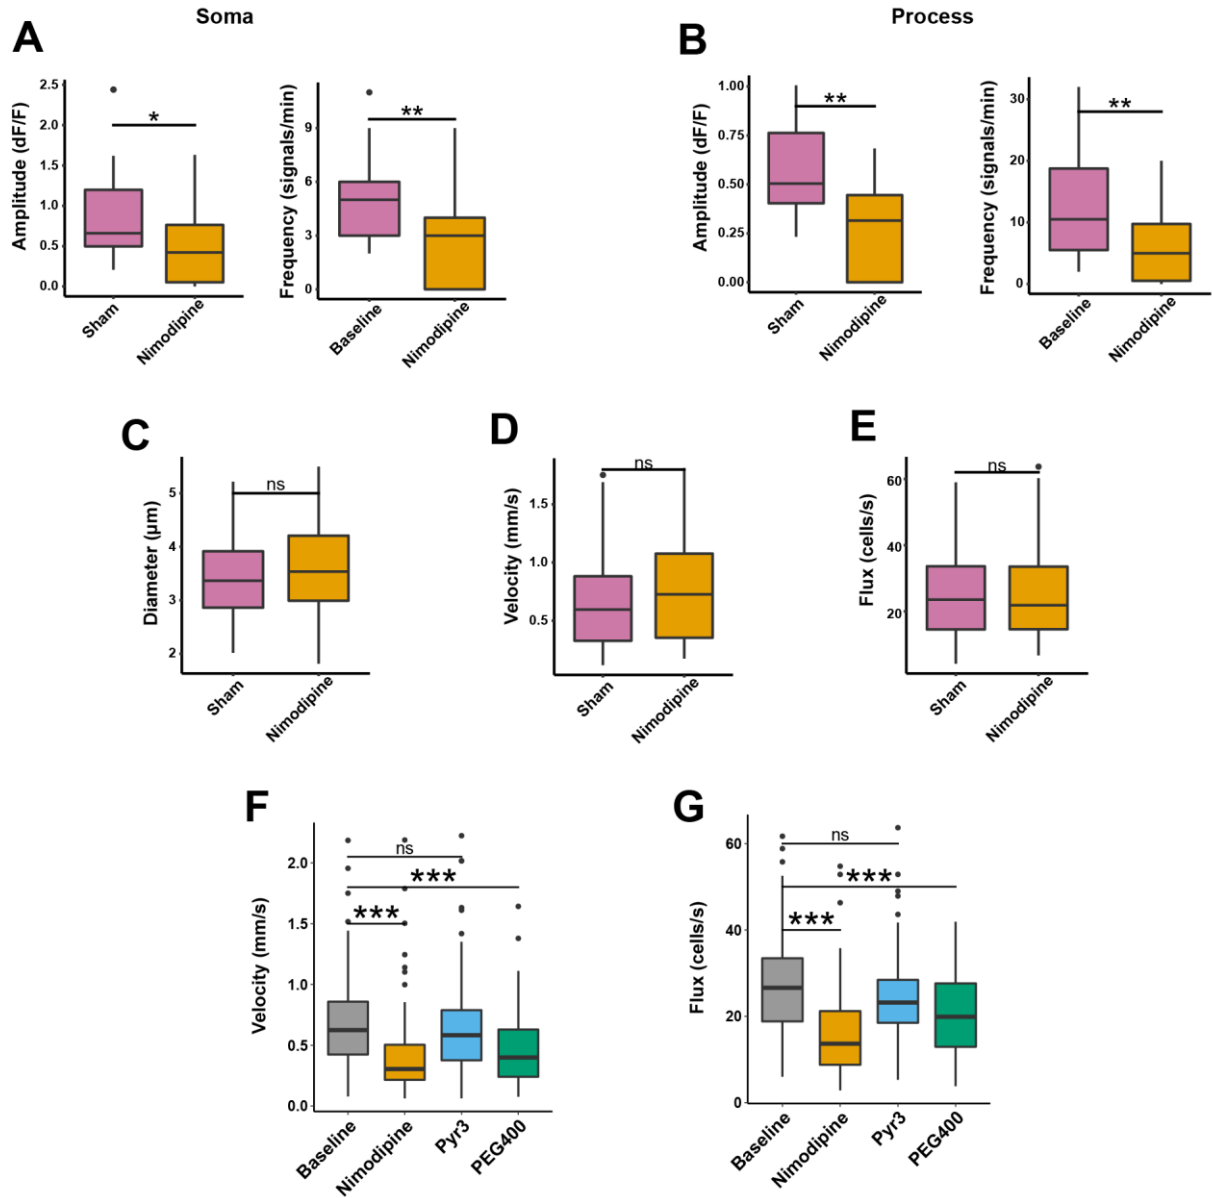 Soma
Process
A
B
Amplitude (dF/F)
2.5
2.0
1.5
1.0
0.5
0.0
*
Sham
Nimodipine
Frequency (signals/min)
9
6
3
0
**
Baseline
Nimodipine
Amplitude (dF/F)
1.00
0.75
0.50
0.25
0.00
**
Sham
Nimodipine
Frequency (signals/min)
30
20
10
0
**
Baseline
Nimodipine
C
D
E
Diameter (µm)
5
4
3
2
ns
Sham
Nimodipine
Velocity (mm/s)
1.5
1.0
0.5
ns
Sham
Nimodipine
Flux (cells/s)
60
40
20
ns
Sham
Nimodipine
F
G
Velocity (mm/s)
2.0
1.5
1.0
0.5
0.0
ns
***
***
Baseline
Nimodipine
Pyr3
PEG400
Flux (cells/s)
60
40
20
0
ns
***
***
Baseline
Nimodipine
Pyr3
PEG400